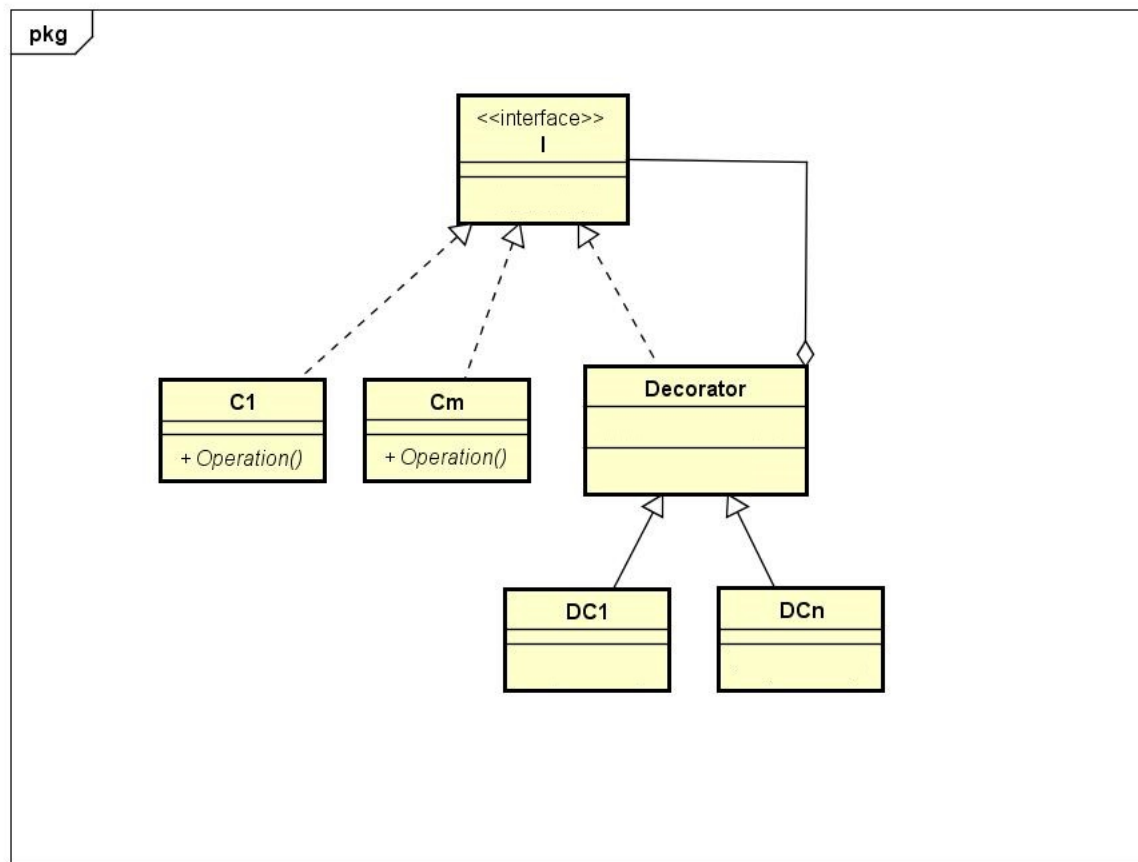 pkg
<<interface>>
I
C1
+ Operation()
Cm
+ Operation()
Decorator
DC1
DCn